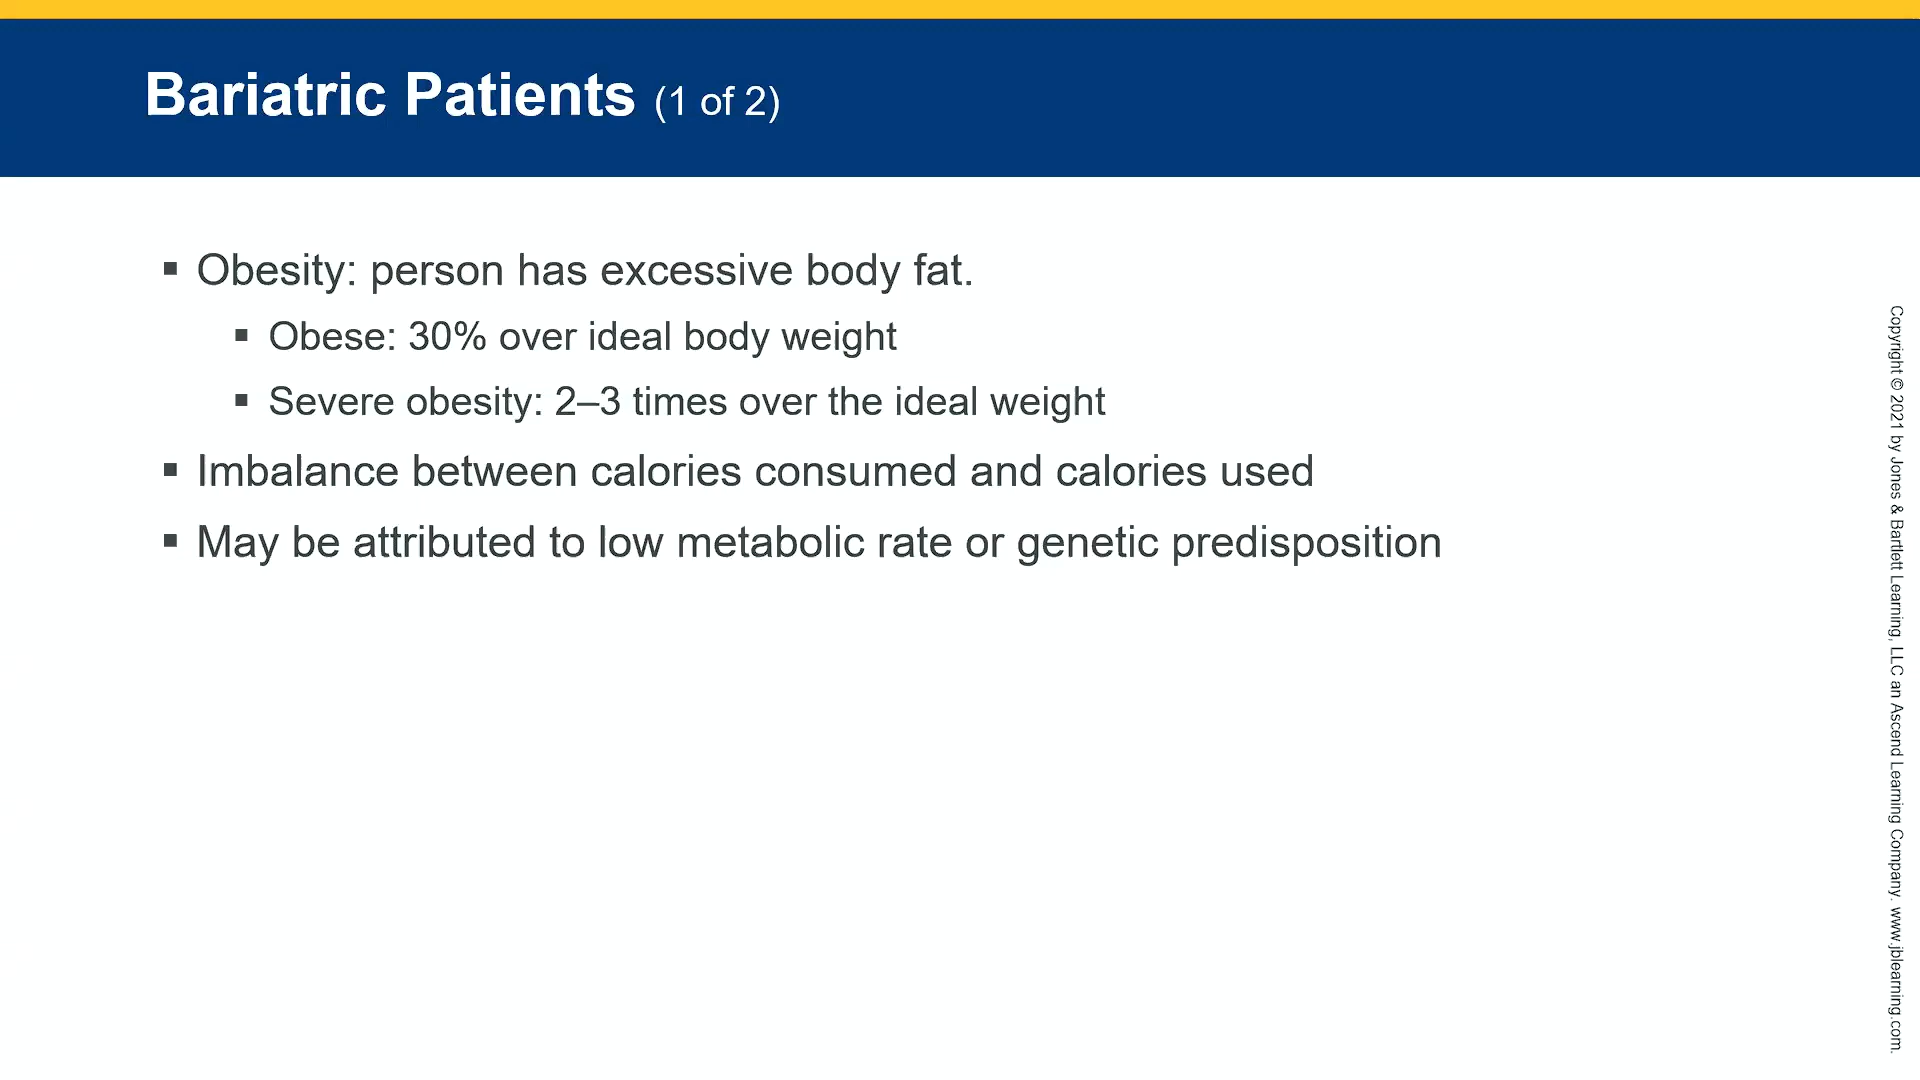 Bariatric Patients (1 of 2)
▪ Obesity: person has excessive body fat.
▪ Obese: 30% over ideal body weight
▪ Severe obesity: 2–3 times over the ideal weight
▪ Imbalance between calories consumed and calories used
▪ May be attributed to low metabolic rate or genetic predisposition
Copyright © 2021 by Jones & Bartlett Learning, LLC an Ascend Learning Company. www.jblearning.com.